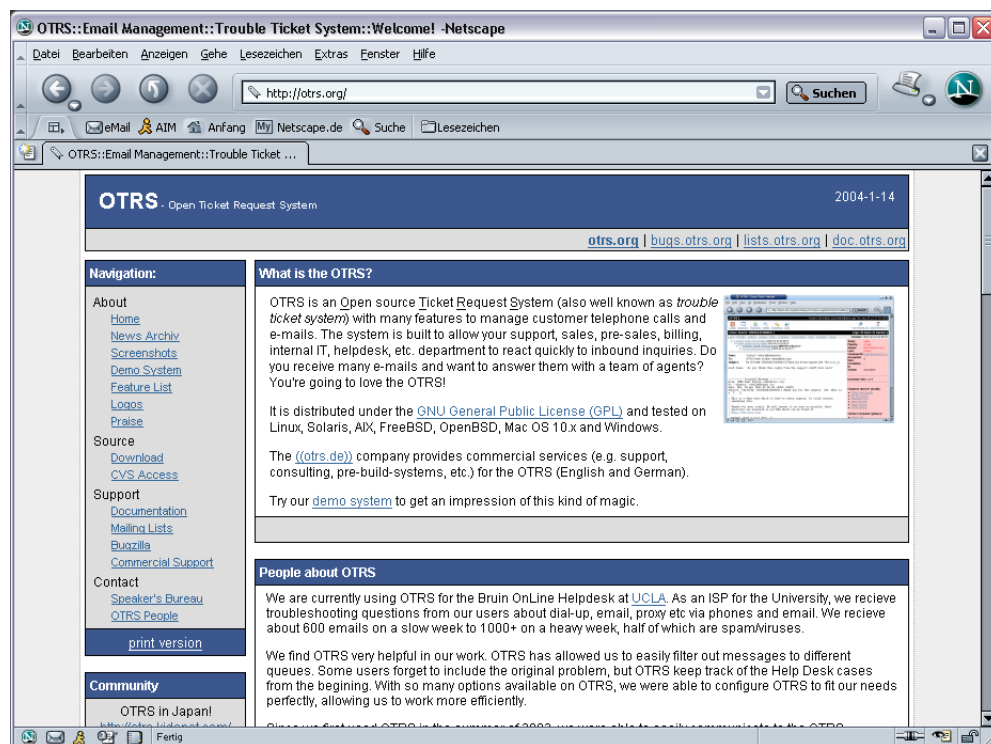 OTRS::Email Management::Trouble Ticket System::Welcome! -Netscape
Datei Bearbeiten Anzeigen Gehe Lesezeichen Extras Fenster Hilfe
http://otrs.org/
Suchen
N
eMail AIM Anfang My Netscape.de Suche Lesezeichen
OTRS::Email Management::Trouble Ticket ...
OTRS - Open Ticket Request System
2004-1-14
otrs.org | bugs.otrs.org | lists.otrs.org | doc.otrs.org
Navigation:
About
Home
News Archiv
Screenshots
Demo System
Feature List
Logos
Praise
Source
Download
CVS Access
Support
Documentation
Mailing Lists
Bugzilla
Commercial Support
Contact
Speaker's Bureau
OTRS People
print version
Community
OTRS in Japan!
What is the OTRS?
OTRS is an Open source Ticket Request System (also well known as trouble
ticket system) with many features to manage customer telephone calls and
e-mails. The system is built to allow your support, sales, pre-sales, billing,
internal IT, helpdesk, etc. department to react quickly to inbound inquiries. Do
you receive many e-mails and want to answer them with a team of agents?
You're going to love the OTRS!
It is distributed under the GNU General Public License (GPL) and tested on
Linux, Solaris, AIX, FreeBSD, OpenBSD, Mac OS 10.x and Windows.
The ((otrs.de)) company provides commercial services (e.g. support,
consulting, pre-build-systems, etc.) for the OTRS (English and German).
Try our demo system to get an impression of this kind of magic.
People about OTRS
We are currently using OTRS for the Bruin OnLine Helpdesk at UCLA. As an ISP for the University, we recieve
troubleshooting questions from our users about dial-up, email, proxy etc via phones and email. We recieve
about 600 emails on a slow week to 1000+ on a heavy week, half of which are spam/viruses.
We find OTRS very helpful in our work. OTRS has allowed us to easily filter out messages to different
queues. Some users forget to include the original problem, but OTRS keep track of the Help Desk cases
from the begining. With so many options available on OTRS, we were able to configure OTRS to fit our needs
perfectly, allowing us to work more efficiently.
Fertig